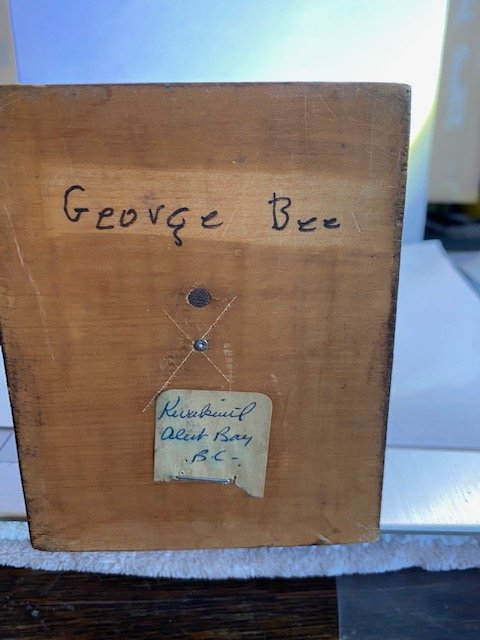 George Bee
Kwakiutl
Alert Bay
B.C-